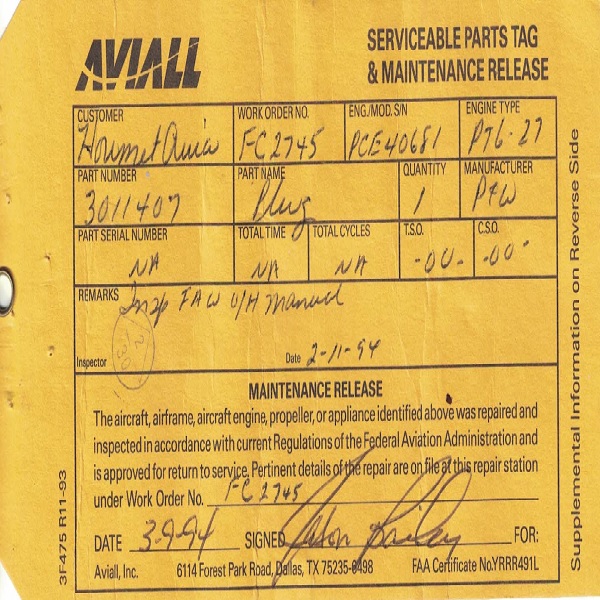 AVIALL
SERVICEABLE PARTS TAG
& MAINTENANCE RELEASE
CUSTOMER WORK ORDER NO. ENG./MOD. S/N ENGINE TYPE
FC2745 PCE40681 PT6-27
PART NUMBER PART NAME QUANTITY MANUFACTURER
3011407 Plug 1 P&W
PART SERIAL NUMBER TOTAL TIME TOTAL CYCLES T.S.O. C.S.O.
NA NA NA -00- -00-
REMARKS Insp IAW O/H Manual
Inspector Date 2-11-94
MAINTENANCE RELEASE
The aircraft, airframe, aircraft engine, propeller, or appliance identified above was repaired and
inspected in accordance with current Regulations of the Federal Aviation Administration and
is approved for return to service. Pertinent details of the repair are on file at this repair station
under Work Order No. FC2745
DATE 3-9-94 SIGNED Jason Bailey FOR:
Aviall, Inc. 6114 Forest Park Road, Dallas, TX 75235-6498 FAA Certificate No.YRRR491L
3F475 R11-93
Supplemental Information on Reverse Side